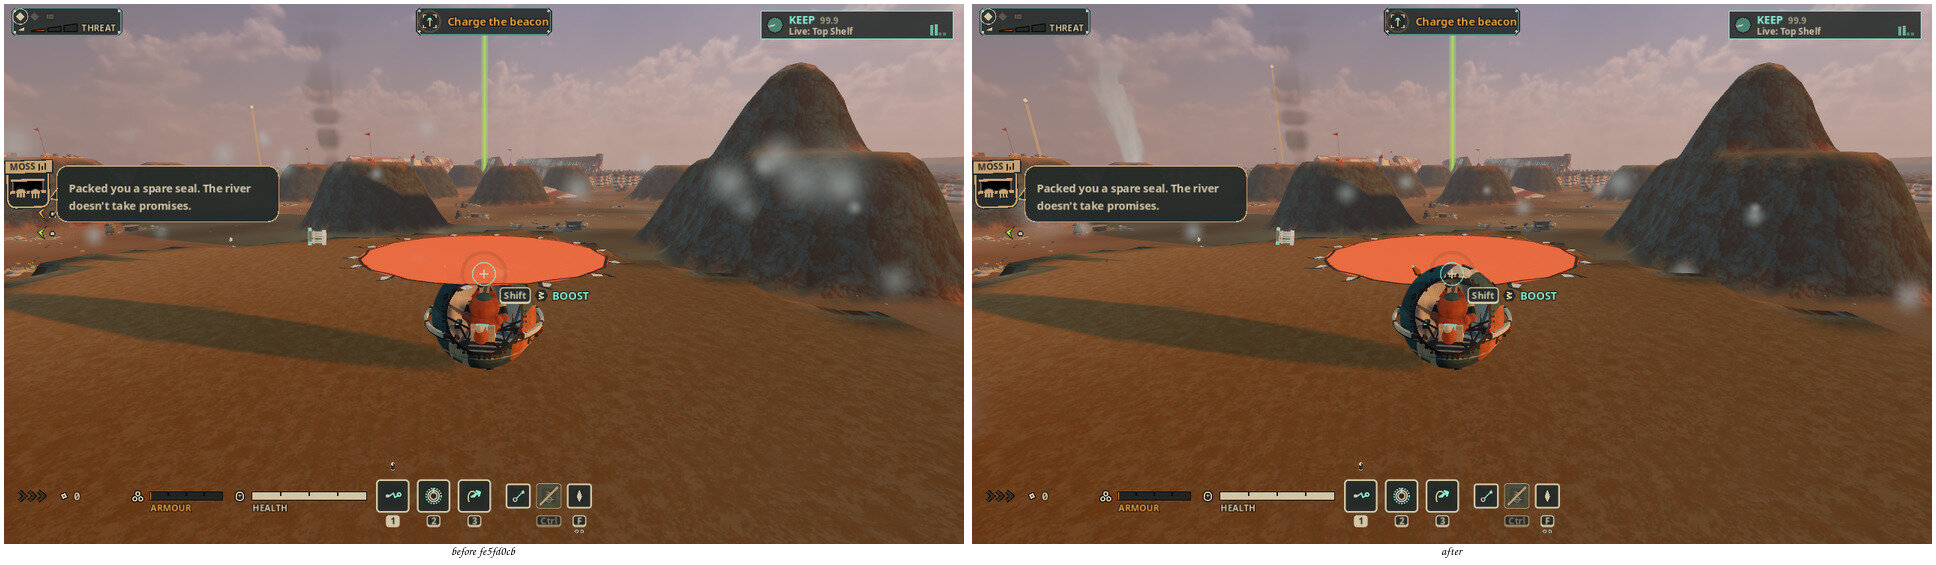 THREAT
Charge the beacon
KEEP 99.9
Live: Top Shelf
MOSS
Packed you a spare seal. The river
doesn't take promises.
Shift BOOST
0
ARMOUR
HEALTH
1
2
3
Ctrl
F
before fe5fd0cb
THREAT
Charge the beacon
KEEP 99.9
Live: Top Shelf
MOSS
Packed you a spare seal. The river
doesn't take promises.
Shift BOOST
0
ARMOUR
HEALTH
1
2
3
Ctrl
F
after